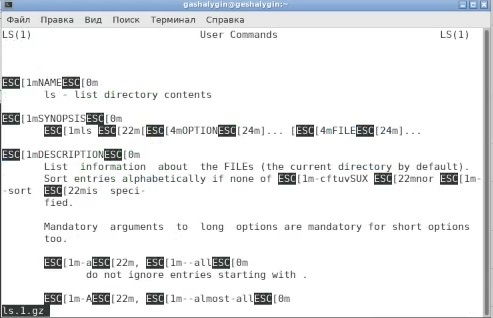 gashalygin@geshalygin:~
Файл Правка Вид Поиск Терминал Справка
LS(1) User Commands LS(1)
ESC[1mNAMEESC[0m
ls - list directory contents
ESC[1mSYNOPSISESC[0m
ESC[1mls ESC[22m[ESC[4mOPTIONESC[24m]... [ESC[4mFILEESC[24m]...
ESC[1mDESCRIPTIONESC[0m
List information about the FILEs (the current directory by default).
Sort entries alphabetically if none of ESC[1m-cftuvSUX ESC[22mnor ESC[1m-
-sort ESC[22mis speci-
fied.
Mandatory arguments to long options are mandatory for short options
too.
ESC[1m-aESC[22m, ESC[1m--allESC[0m
do not ignore entries starting with .
ESC[1m-AESC[22m, ESC[1m--almost-allESC[0m
ls.1.gz